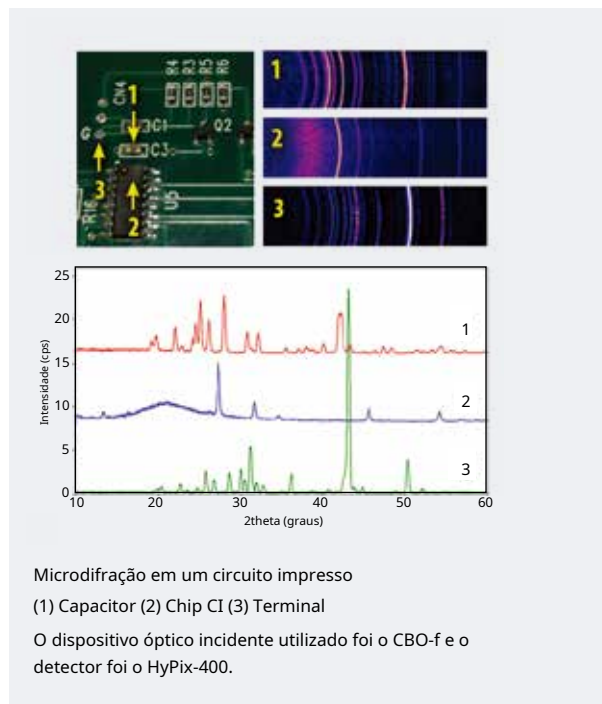 R4
R3
R5
R6
CN4
1
G
C1
Q2
C3
3
R16
2
U5
1
2
3
25
20
15
10
5
0
Intensidade (cps)
1
2
3
10 20 30 40 50 60
2theta (graus)
Microdifração em um circuito impresso
(1) Capacitor (2) Chip CI (3) Terminal
O dispositivo óptico incidente utilizado foi o CBO-f e o
detector foi o HyPix-400.